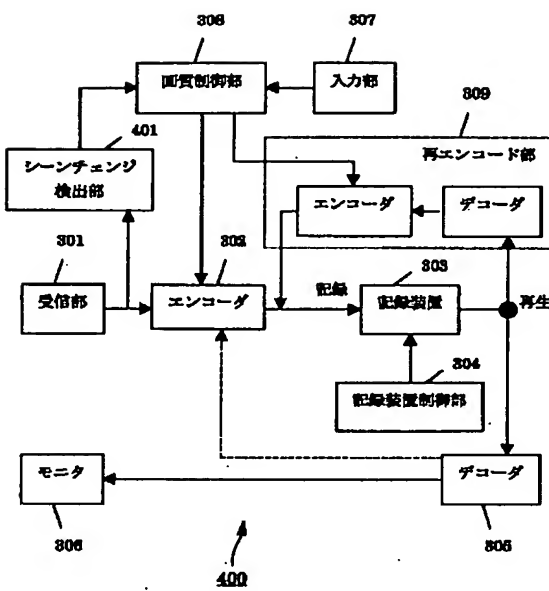 308
307
画質制御部
入力部
309
401
再エンコード部
シーンチェンジ
検出部
エンコーダ
デコーダ
301
302
303
受信部
エンコーダ
記録
記録装置
再生
304
記録装置制御部
モニタ
デコーダ
306
305
400